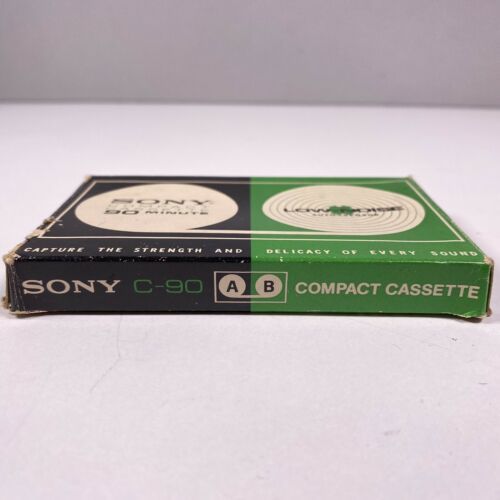 SONY
90 MINUTE
LOW NOISE
CAPTURE THE STRENGTH AND DELICACY OF EVERY SOUND
SONY C-90 A B COMPACT CASSETTE